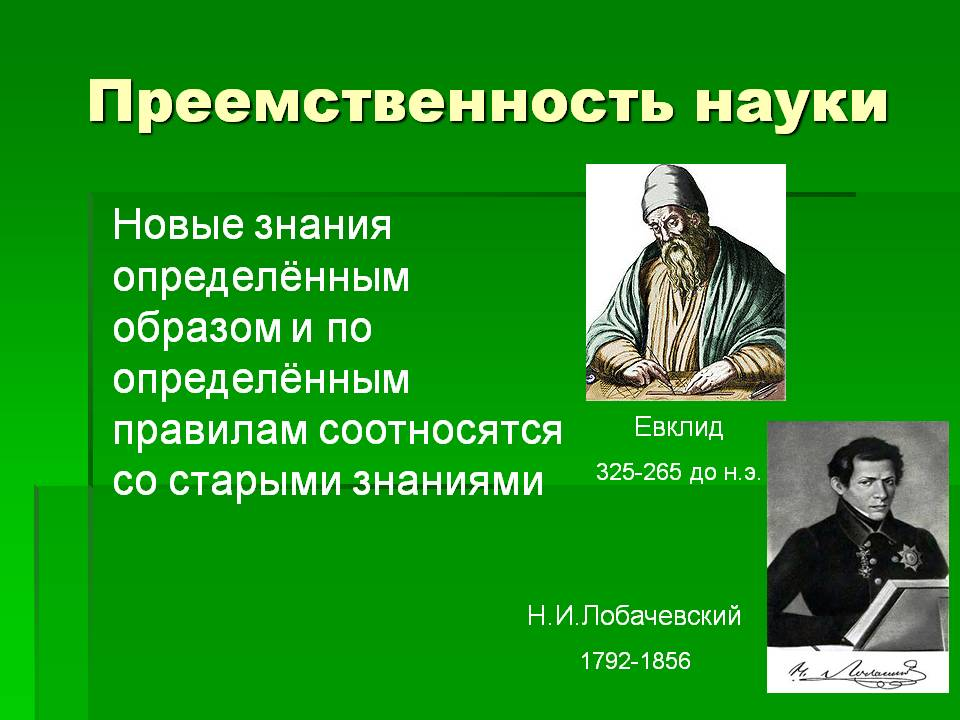 Преемственность науки
Новые знания
определённым
образом и по
определённым
правилам соотносятся
со старыми знаниями
Евклид
325-265 до н.э.
Н.И.Лобачевский
1792-1856